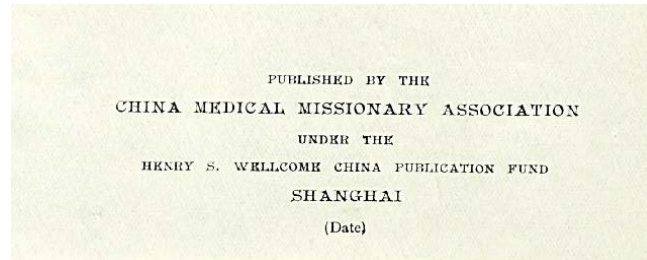 PUBLISHED BY THE
CHINA MEDICAL MISSIONARY ASSOCIATION
UNDER THE
HENRY S. WELLCOME CHINA PUBLICATION FUND
SHANGHAI
(Date)